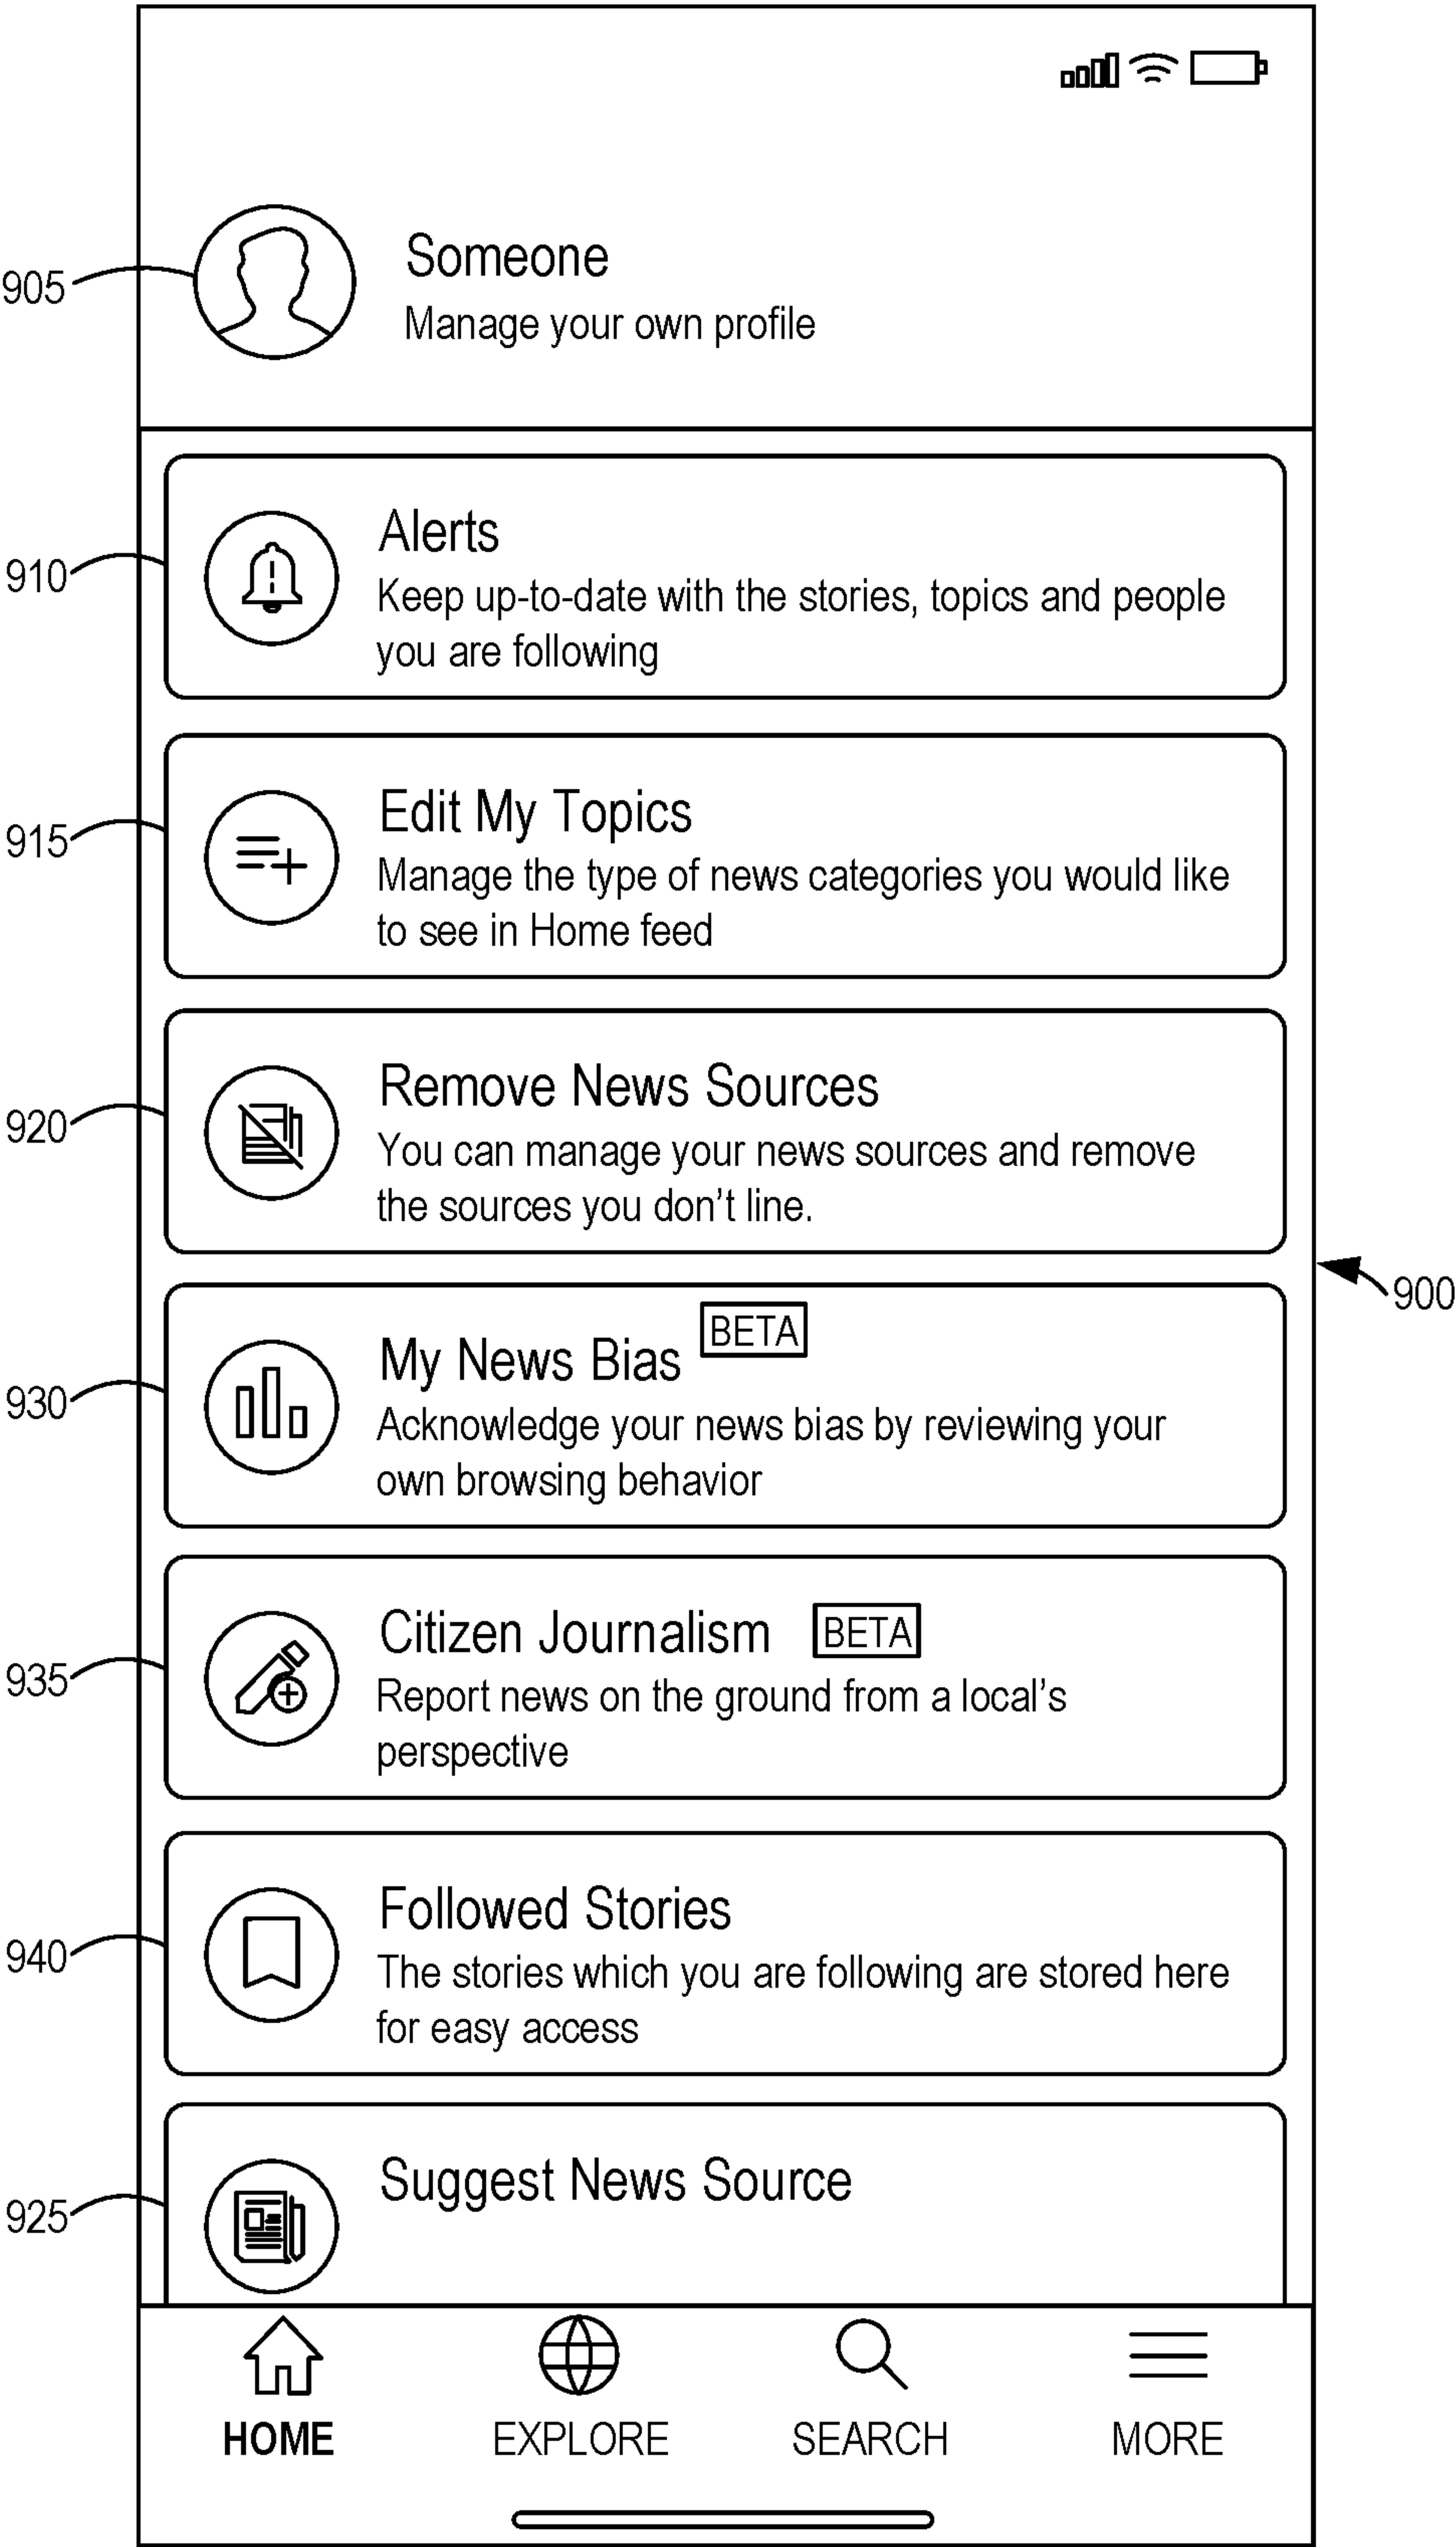 905
Someone
Manage your own profile
910
Alerts
Keep up-to-date with the stories, topics and people
you are following
915
Edit My Topics
Manage the type of news categories you would like
to see in Home feed
920
Remove News Sources
You can manage your news sources and remove
the sources you don't line.
900
930
My News Bias BETA
Acknowledge your news bias by reviewing your
own browsing behavior
935
Citizen Journalism BETA
Report news on the ground from a local's
perspective
940
Followed Stories
The stories which you are following are stored here
for easy access
925
Suggest News Source
HOME EXPLORE SEARCH MORE